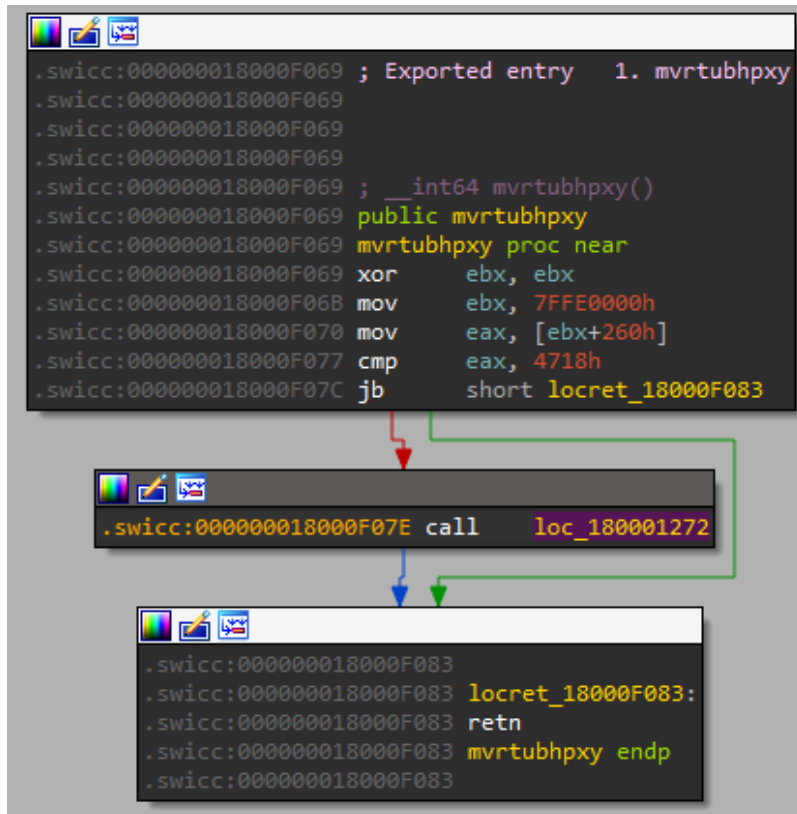 .swicc:000000018000F069 ; Exported entry   1. mvrtubhpxy
.swicc:000000018000F069
.swicc:000000018000F069
.swicc:000000018000F069
.swicc:000000018000F069 ; __int64 mvrtubhpxy()
.swicc:000000018000F069 public mvrtubhpxy
.swicc:000000018000F069 mvrtubhpxy proc near
.swicc:000000018000F069 xor     ebx, ebx
.swicc:000000018000F06B mov     ebx, 7FFE0000h
.swicc:000000018000F070 mov     eax, [ebx+260h]
.swicc:000000018000F077 cmp     eax, 4718h
.swicc:000000018000F07C jb      short locret_18000F083
.swicc:000000018000F07E call    loc_180001272
.swicc:000000018000F083
.swicc:000000018000F083 locret_18000F083:
.swicc:000000018000F083 retn
.swicc:000000018000F083 mvrtubhpxy endp
.swicc:000000018000F083